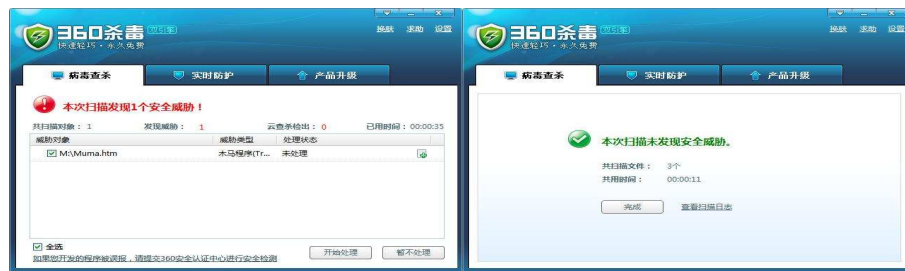 360杀毒 双引擎
快速轻巧·永久免费
换肤 求助 设置
病毒查杀 实时防护 产品升级
本次扫描发现1个安全威胁！
共扫描对象：1 发现威胁：1 云查杀检出：0 已用时间：00:00:35
威胁对象 威胁类型 处理状态
M:\Muma.htm 木马程序(Tr... 未处理
全选
如果您开发的程序被误报，请提交360安全认证中心进行安全检测
开始处理 暂不处理
360杀毒 双引擎
快速轻巧·永久免费
换肤 求助 设置
病毒查杀 实时防护 产品升级
本次扫描未发现安全威胁。
共扫描文件： 3个
共用时间： 00:00:11
完成 查看扫描日志